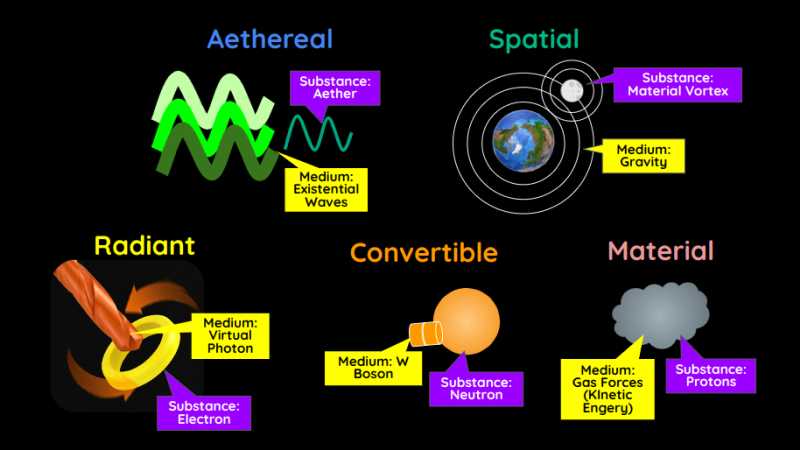 Aethereal
Substance:
Aether
Medium:
Existential
Waves
Spatial
Substance:
Material Vortex
Medium:
Gravity
Radiant
Medium:
Virtual
Photon
Substance:
Electron
Convertible
Medium: W
Boson
Substance:
Neutron
Material
Medium:
Gas Forces
(KInetic
Engery)
Substance:
Protons